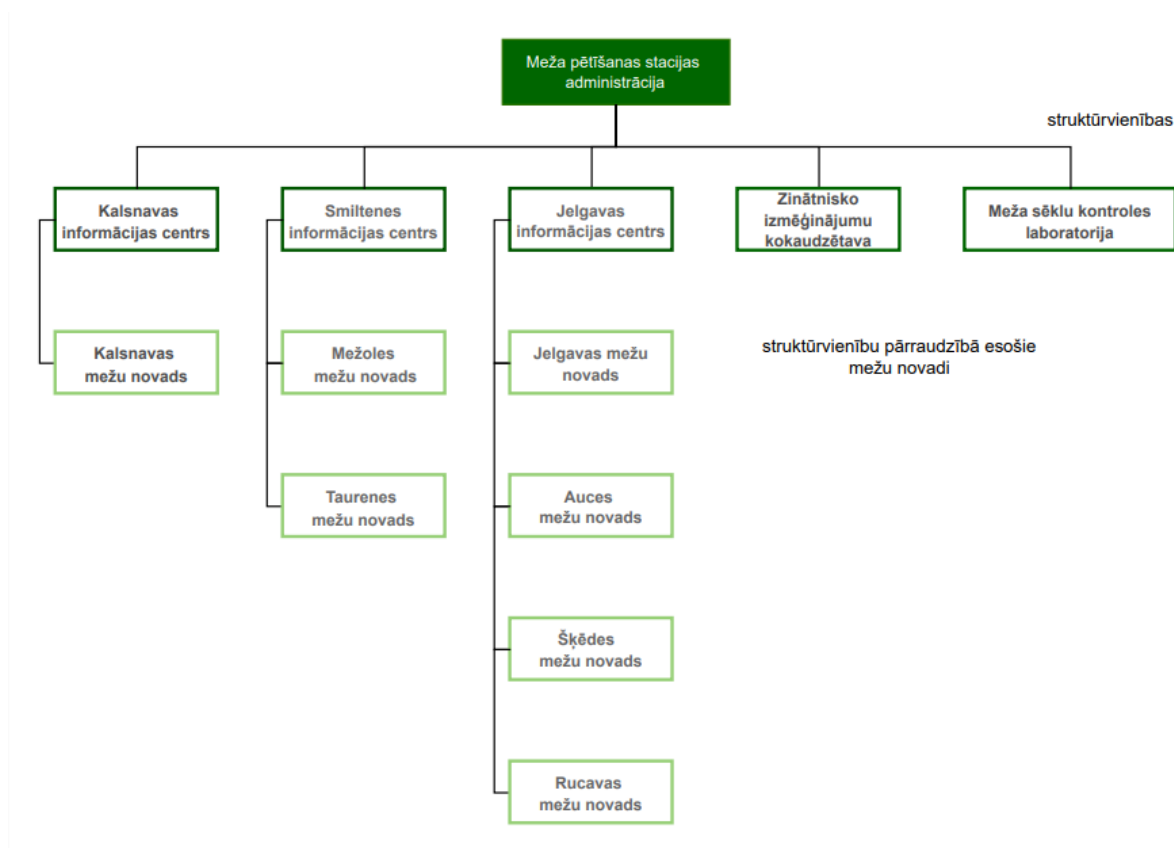 Meža pētīšanas stacijas
administrācija
struktūrvienības
Kalsnavas
informācijas centrs
Smiltenes
informācijas centrs
Jelgavas
informācijas centrs
Zinātnisko
izmēģinājumu
kokaudzētava
Meža sēklu kontroles
laboratorija
Kalsnavas
mežu novads
Mežoles
mežu novads
Jelgavas mežu
novads
struktūrvienību pārraudzībā esošie
mežu novadi
Taurenes
mežu novads
Auces
mežu novads
Šķēdes
mežu novads
Rucavas
mežu novads